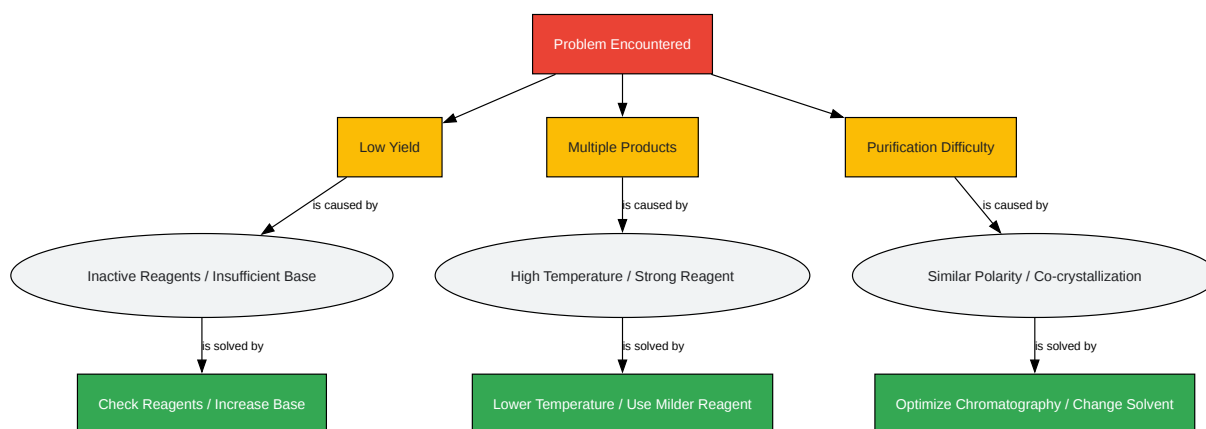 Problem Encountered
Low Yield
Multiple Products
Purification Difficulty
is caused by
is caused by
is caused by
Inactive Reagents / Insufficient Base
High Temperature / Strong Reagent
Similar Polarity / Co-crystallization
is solved by
is solved by
is solved by
Check Reagents / Increase Base
Lower Temperature / Use Milder Reagent
Optimize Chromatography / Change Solvent